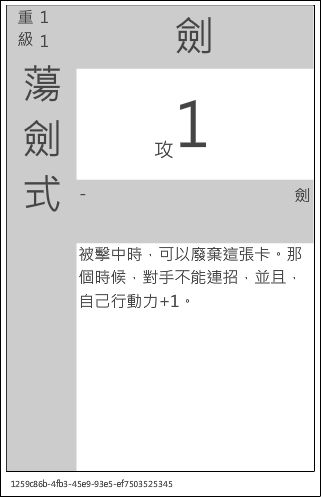 重 1
級 1
劍
蕩劍式
攻 1
- 劍
被擊中時，可以廢棄這張卡。那
個時候，對手不能連招，並且，
自己行動力+1。
1259c86b-4fb3-45e9-93e5-ef7503525345